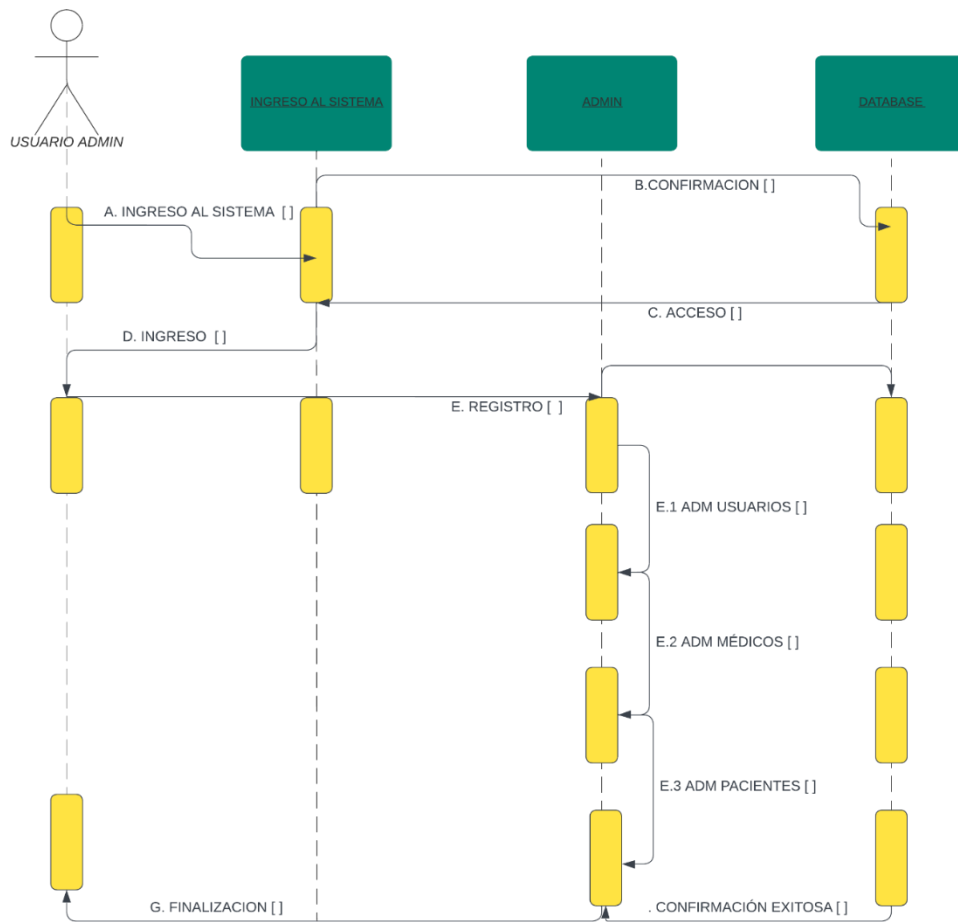 INGRESO AL SISTEMA
ADMIN
DATABASE
USUARIO ADMIN
B.CONFIRMACION [ ]
A. INGRESO AL SISTEMA [ ]
C. ACCESO [ ]
D. INGRESO [ ]
E. REGISTRO [ ]
E.1 ADM USUARIOS [ ]
E.2 ADM MÉDICOS [ ]
E.3 ADM PACIENTES [ ]
G. FINALIZACION [ ]
. CONFIRMACIÓN EXITOSA [ ]